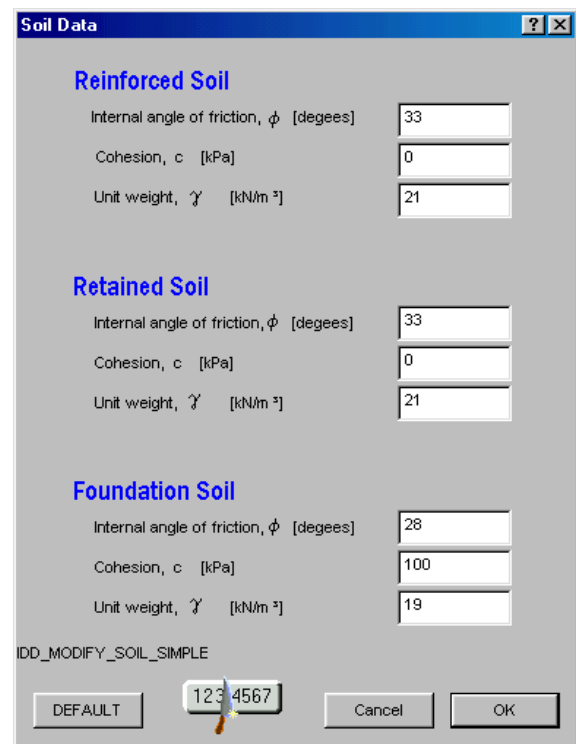 Soil Data
Reinforced Soil
Internal angle of friction, ϕ [degees] 33
Cohesion, c [kPa] 0
Unit weight, γ [kN/m ³] 21
Retained Soil
Internal angle of friction, ϕ [degees] 33
Cohesion, c [kPa] 0
Unit weight, γ [kN/m ³] 21
Foundation Soil
Internal angle of friction, ϕ [degees] 28
Cohesion, c [kPa] 100
Unit weight, γ [kN/m ³] 19
IDD_MODIFY_SOIL_SIMPLE
DEFAULT 123 4567 Cancel OK